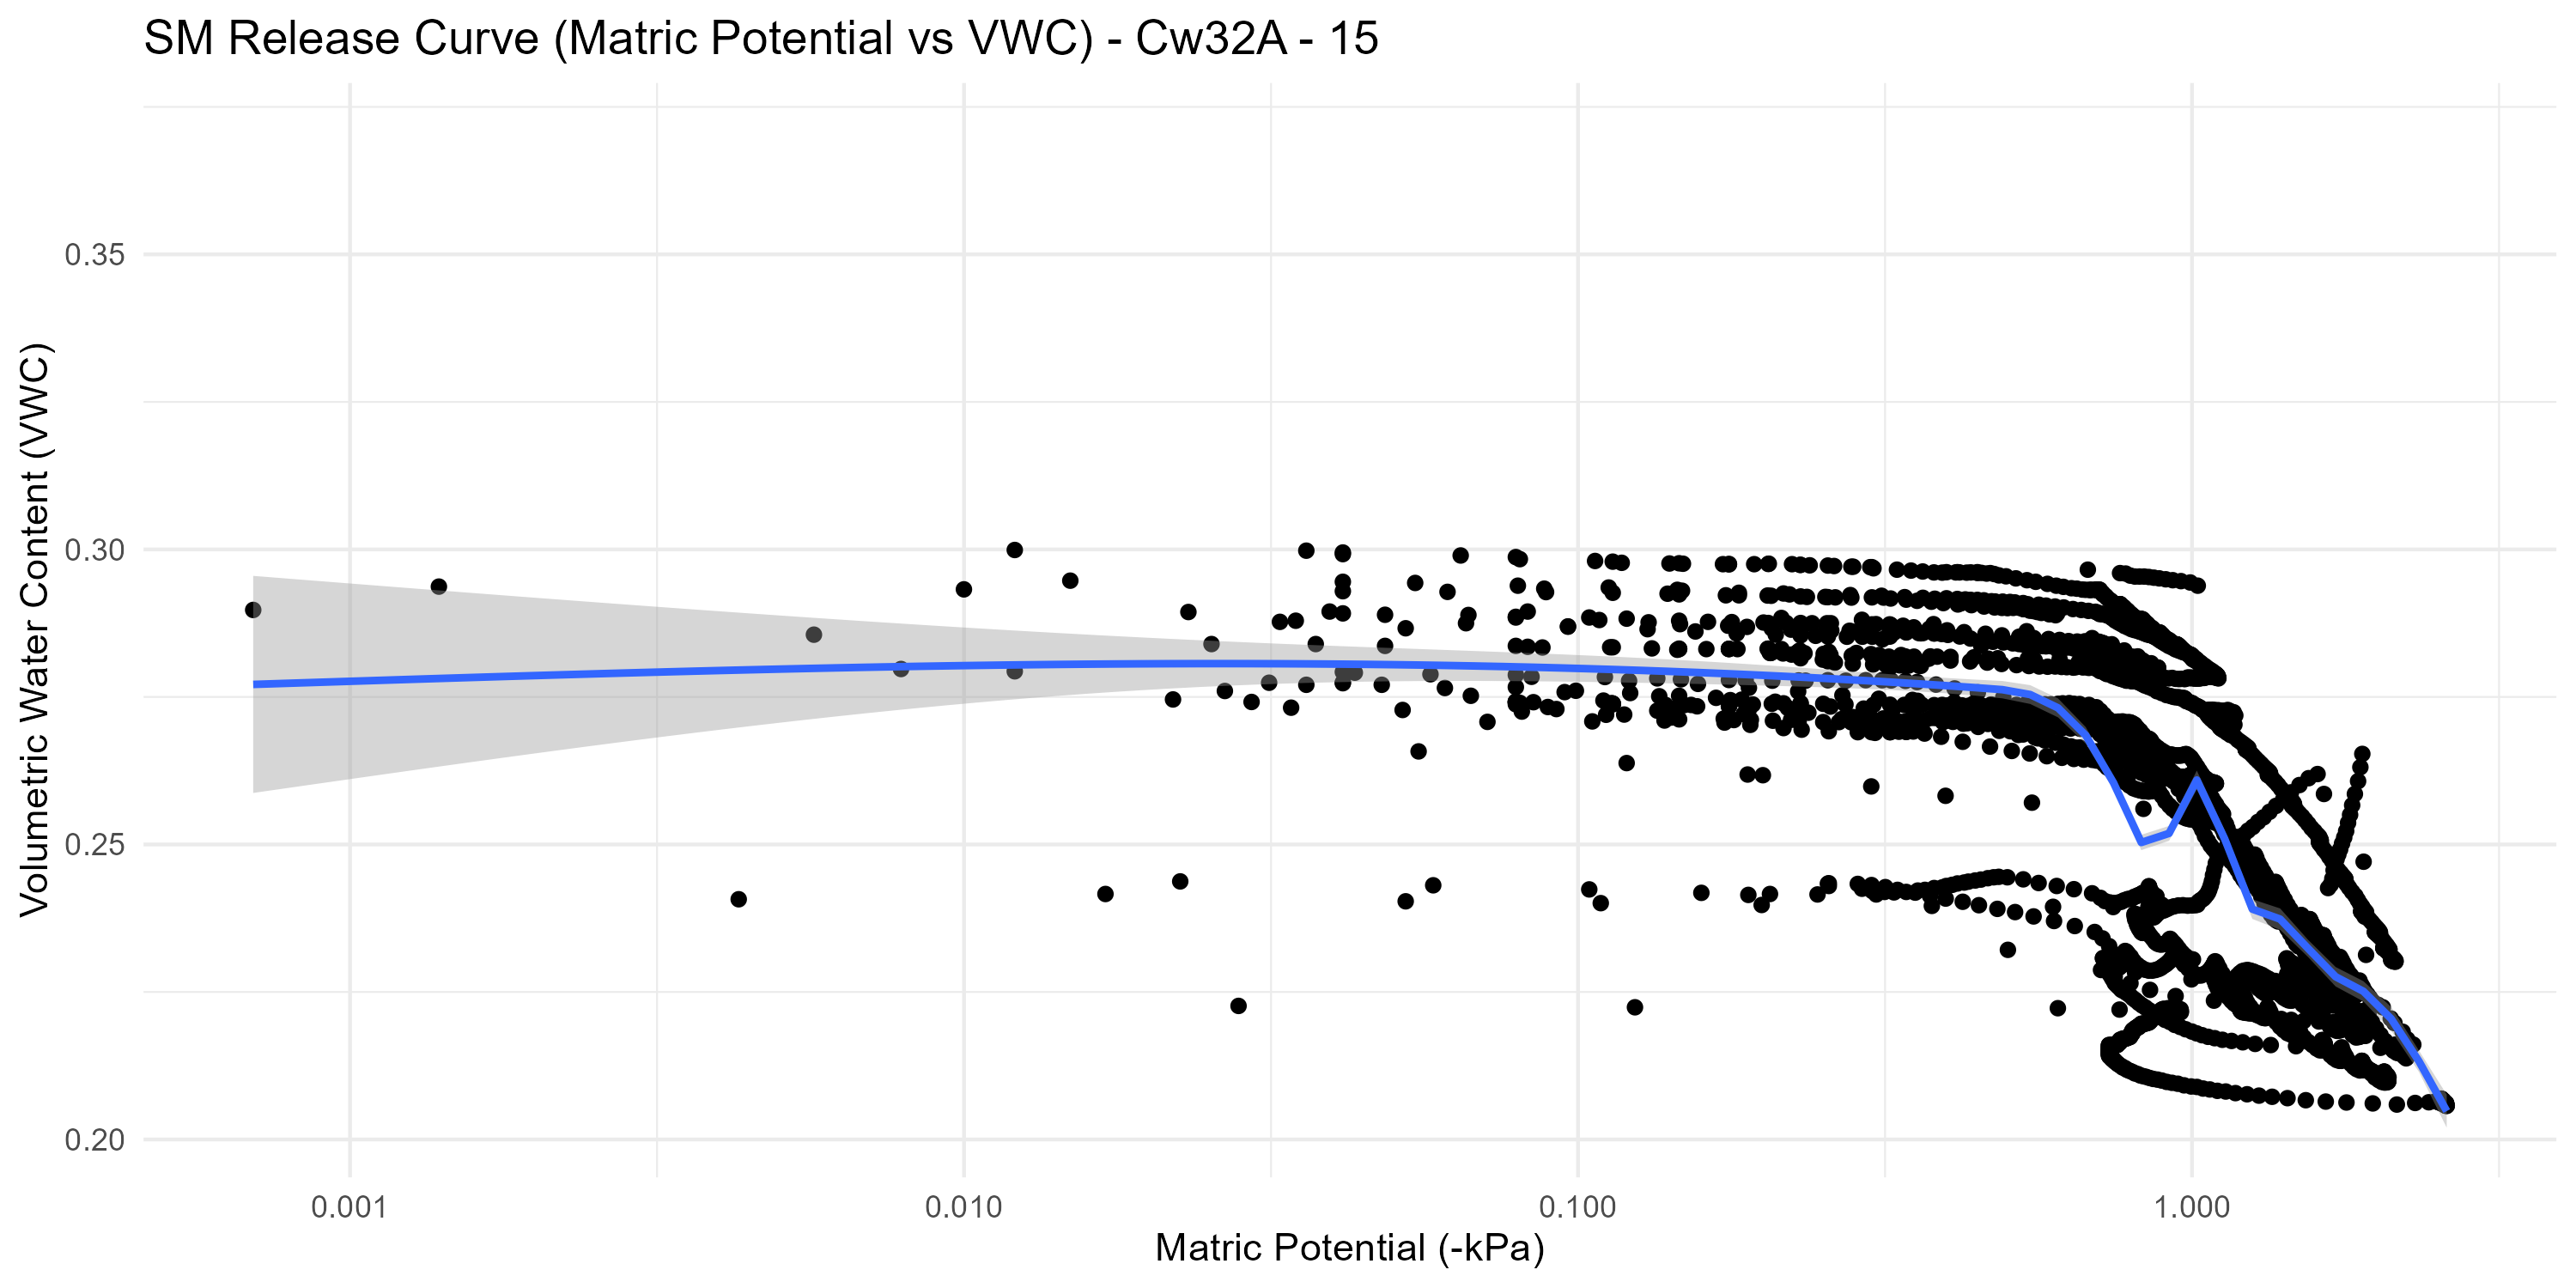 SM Release Curve (Matric Potential vs VWC) - Cw32A - 15
Volumetric Water Content (VWC)
0.35
0.30
0.25
0.20
0.001
0.010
0.100
1.000
Matric Potential (-kPa)